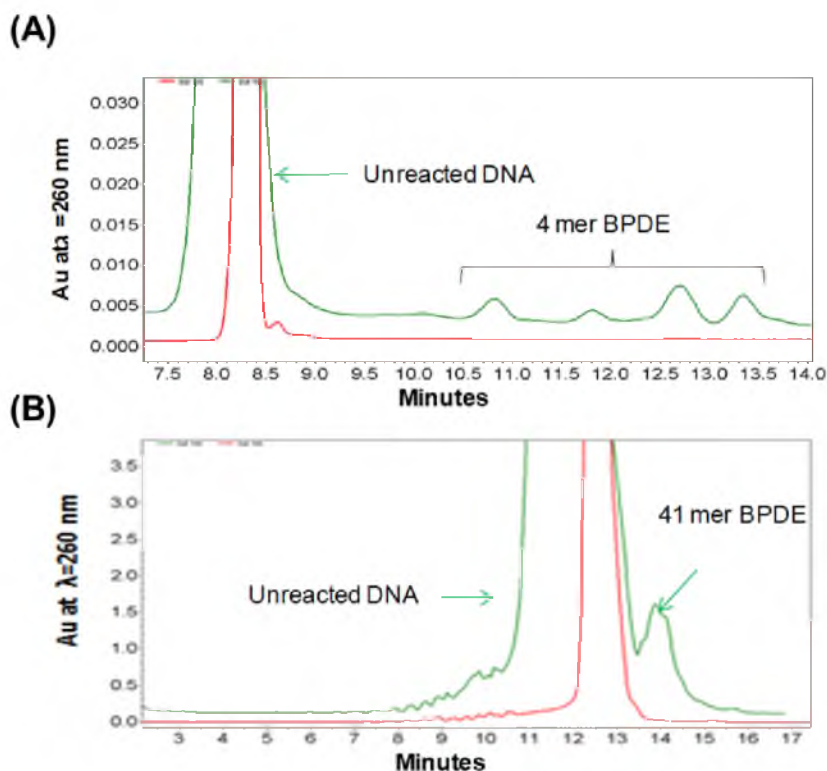 (A)
0.030
0.025
0.020
0.015
0.010
0.005
0.000
Au atλ =260 nm
Unreacted DNA
4 mer BPDE
7.5 8.0 8.5 9.0 9.5 10.0 10.5 11.0 11.5 12.0 12.5 13.0 13.5 14.0
Minutes
(B)
3.5
3.0
2.5
2.0
1.5
1.0
0.5
0.0
Au at λ=260 nm
Unreacted DNA
41 mer BPDE
3 4 5 6 7 8 9 10 11 12 13 14 15 16 17
Minutes